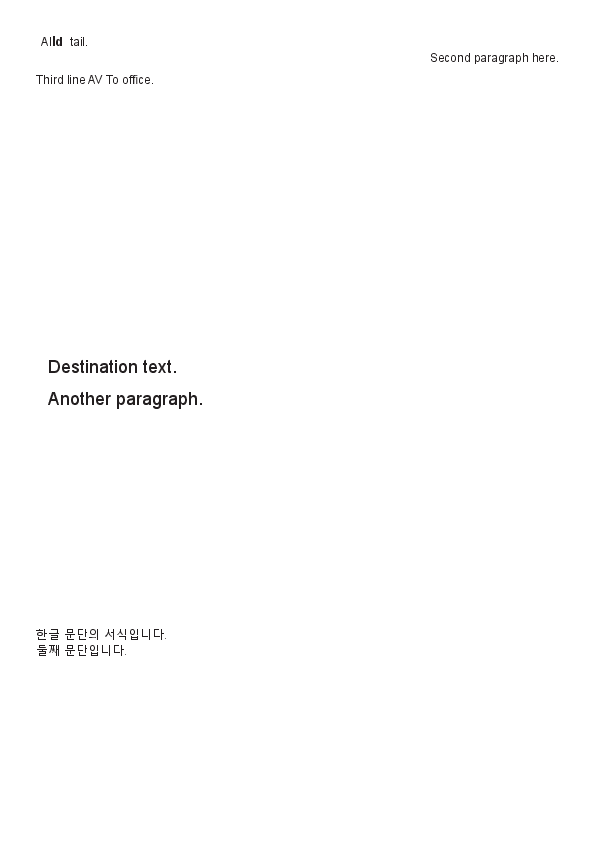 Alld tail.
Second paragraph here.
Third line AV To office.
Destination text.
Another paragraph.
한글 문단의 서식입니다.
둘째 문단입니다.